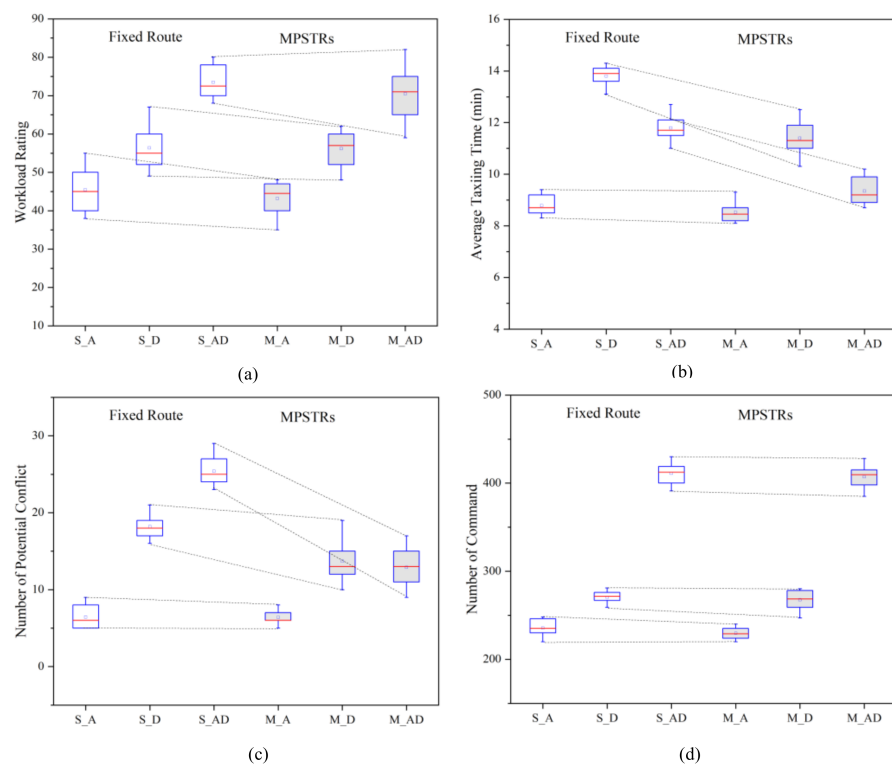 Fixed Route MPSTRs
Workload Rating
90
80
70
60
50
40
30
20
10
S_A S_D S_AD M_A M_D M_AD
(a)
Fixed Route MPSTRs
Average Taxiing Time (min)
16
14
12
10
8
6
4
S_A S_D S_AD M_A M_D M_AD
(b)
Fixed Route MPSTRs
Number of Potential Conflict
30
20
10
0
S_A S_D S_AD M_A M_D M_AD
(c)
Fixed Route MPSTRs
Number of Command
500
400
300
200
S_A S_D S_AD M_A M_D M_AD
(d)